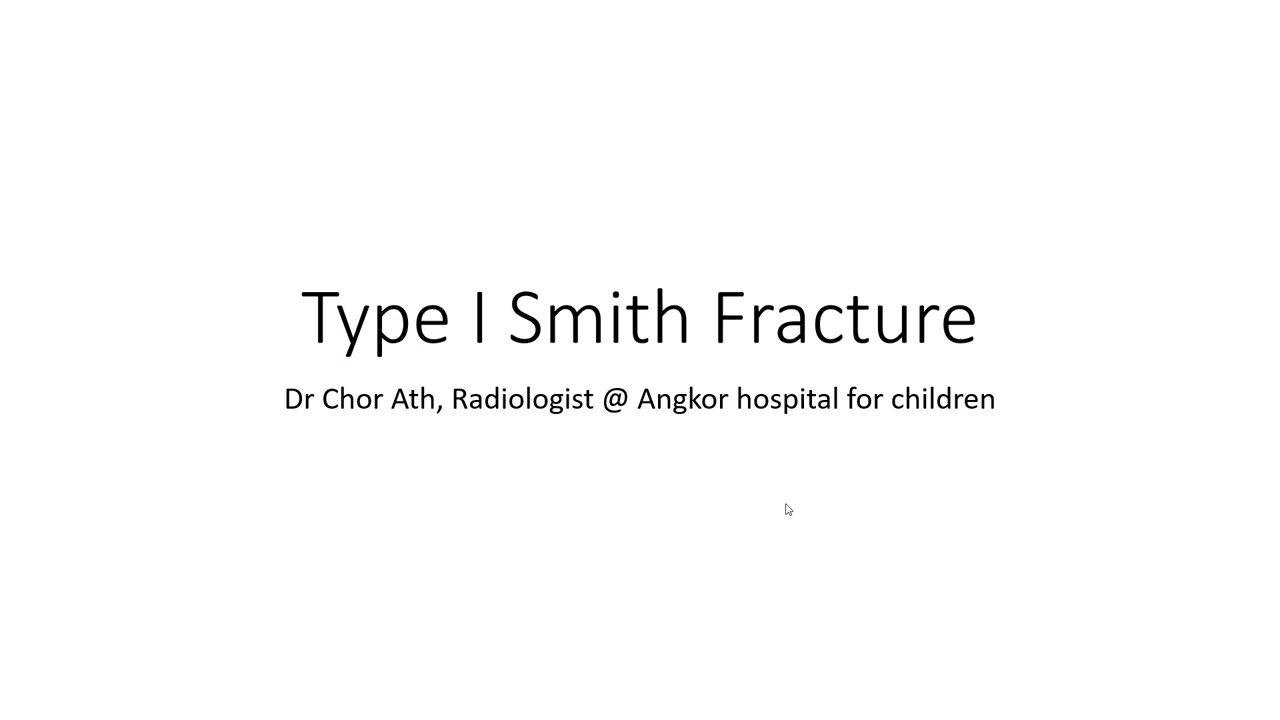 Type I Smith Fracture
Dr Chor Ath, Radiologist @ Angkor hospital for children